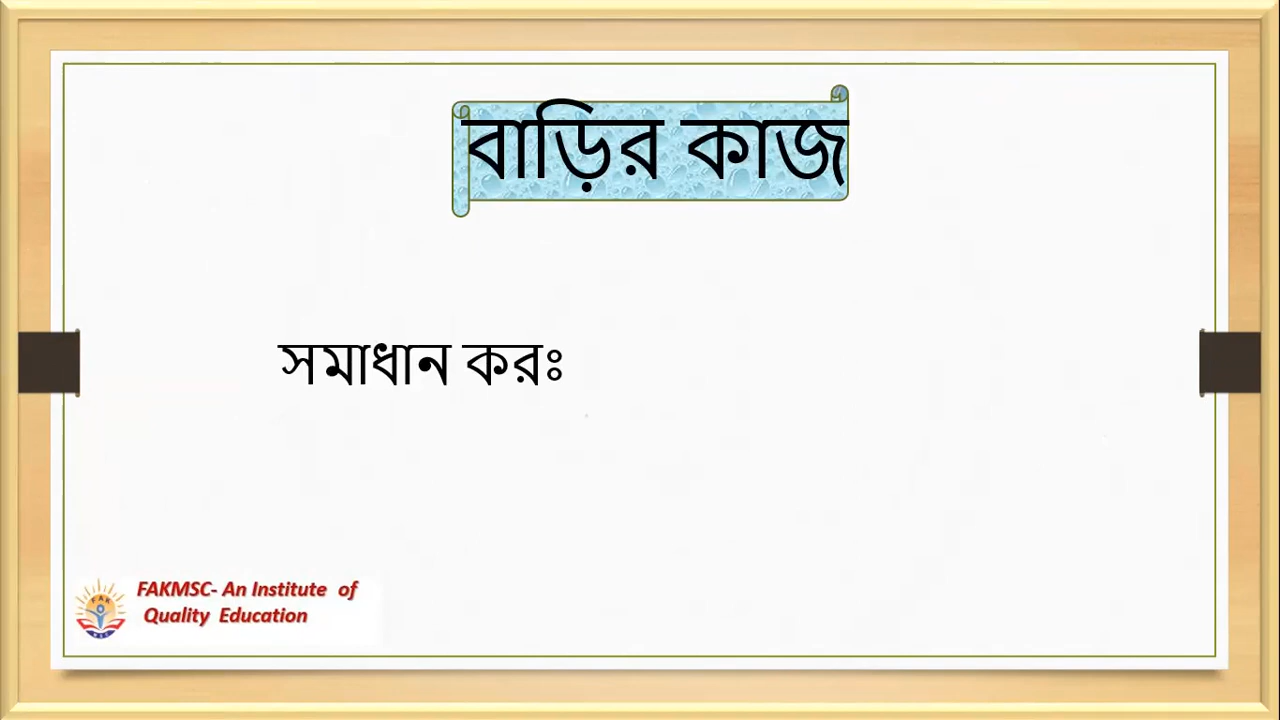 বাড়ির কাজ
সমাধান করঃ
FAKMSC- An Institute of
Quality Education